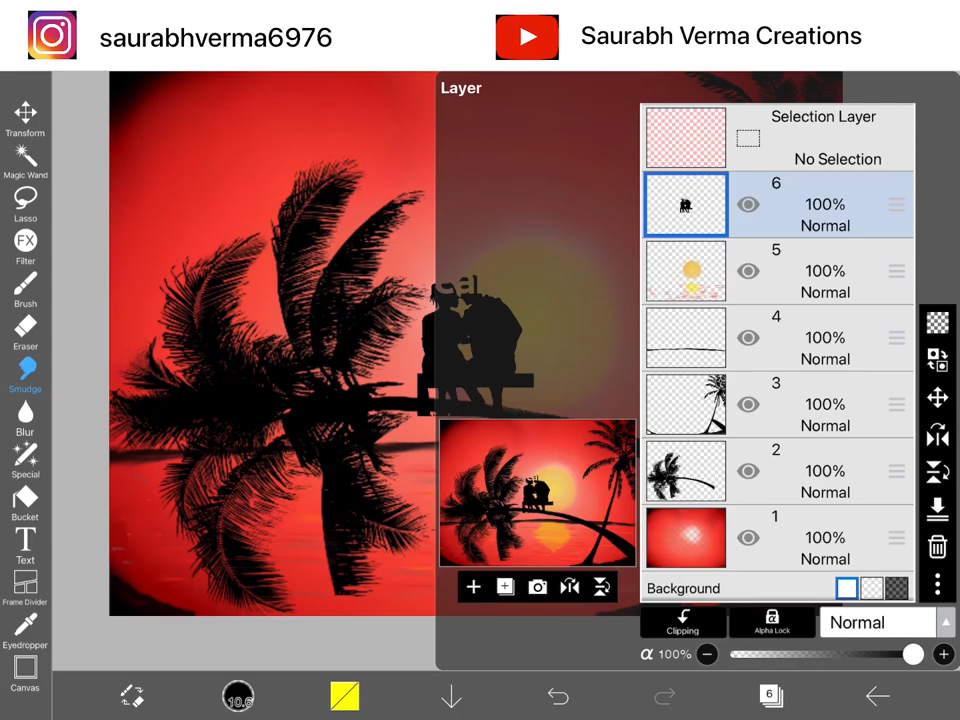 saurabhverma6976
Saurabh Verma Creations
Layer
Transform
Magic Wand
Lasso
FX
Filter
Brush
Eraser
Smudge
Blur
Special
Bucket
T
Text
Frame Divider
Eyedropper
Canvas
Selection Layer
No Selection
6
100%
Normal
5
100%
Normal
4
100%
Normal
3
100%
Normal
2
100%
Normal
1
100%
Normal
Background
Clipping
α
Alpha Lock
Normal
α 100%
10.6
6